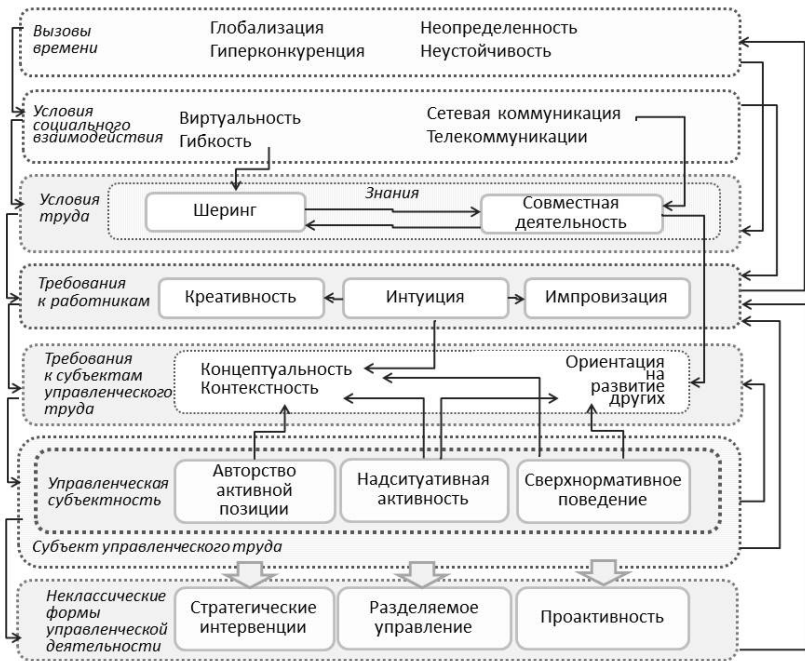 Вызовы
времени
Глобализация
Гиперконкуренция
Неопределенность
Неустойчивость
Условия
социального
взаимодействия
Виртуальность
Гибкость
Сетевая коммуникация
Телекоммуникации
Условия
труда
Знания
Шеринг
Совместная
деятельность
Требования
к работникам
Креативность
Интуиция
Импровизация
Требования
к субъектам
управленческого
труда
Концептуальность
Контекстность
Ориентация
на
развитие
других
Управленческая
субъектность
Авторство
активной
позиции
Надситуативная
активность
Сверхнормативное
поведение
Субъект управленческого труда
Неклассические
формы
управленческой
деятельности
Стратегические
интервенции
Разделяемое
управление
Проактивность